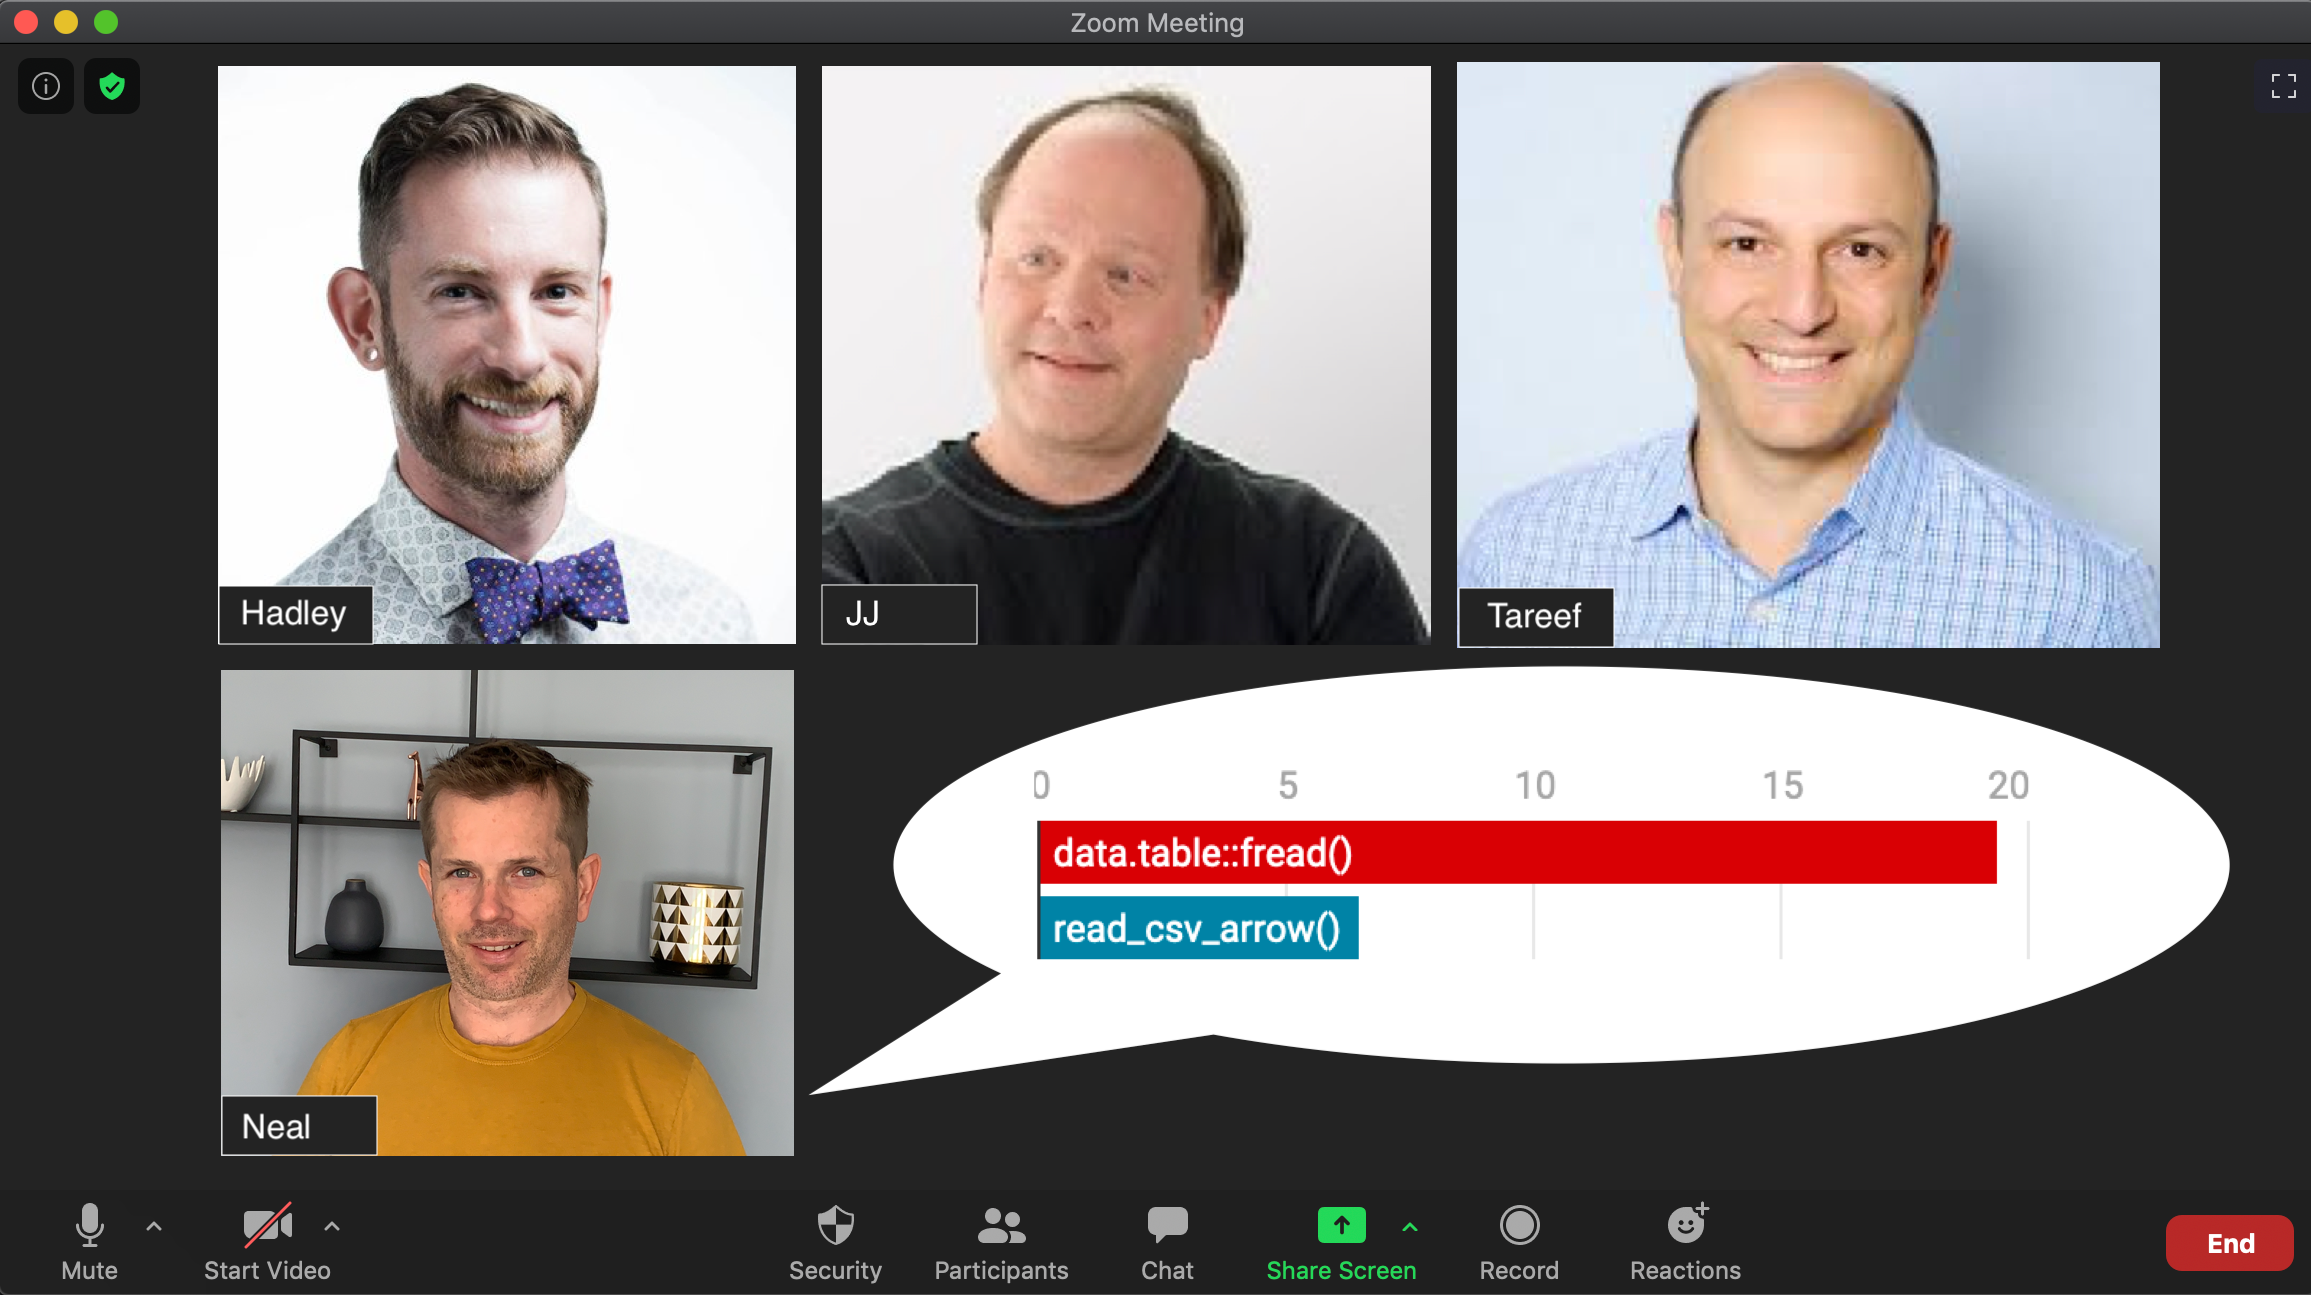 Zoom Meeting
Hadley
JJ
Tareef
0 5 10 15 20
data.table::fread()
read_csv_arrow()
Neal
Mute
Start Video
Security
Participants
Chat
Share Screen
Record
Reactions
End